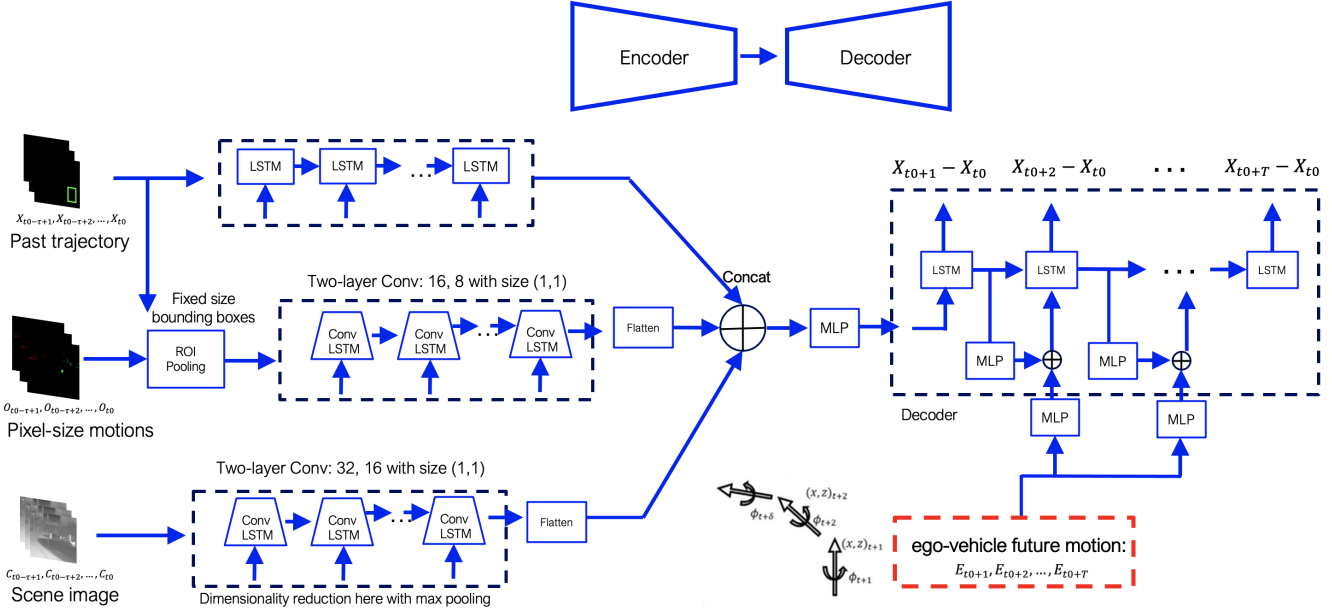 Encoder
Decoder
LSTM
LSTM
...
LSTM
X_{t0−τ+1}, X_{t0−τ+2}, ..., X_{t0}
Past trajectory
X_{t0+1} − X_{t0}
X_{t0+2} − X_{t0}
...
X_{t0+T} − X_{t0}
Two-layer Conv: 16, 8 with size (1,1)
Concat
Fixed size
bounding boxes
ROI
Pooling
Conv
LSTM
Conv
LSTM
...
Conv
LSTM
Flatten
MLP
LSTM
LSTM
...
LSTM
MLP
MLP
O_{t0−τ+1}, O_{t0−τ+2}, ..., O_{t0}
Pixel-size motions
Decoder
MLP
MLP
Two-layer Conv: 32, 16 with size (1,1)
Conv
LSTM
Conv
LSTM
...
Conv
LSTM
Flatten
C_{t0−τ+1}, C_{t0−τ+2}, ..., C_{t0}
Scene image
Dimensionality reduction here with max pooling
ϕ_{t+δ}
(x, z)_{t+2}
ϕ_{t+2}
(x, z)_{t+1}
ϕ_{t+1}
ego-vehicle future motion:
E_{t0+1}, E_{t0+2}, ..., E_{t0+T}